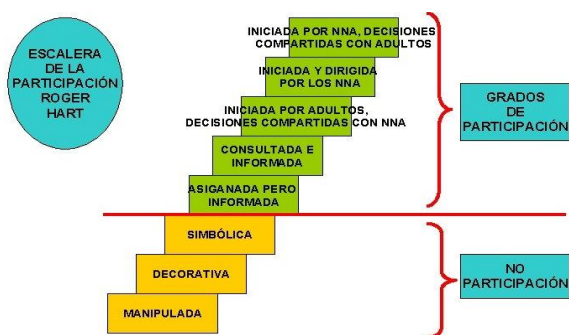 ESCALERA
DE LA
PARTICIPACIÓN
ROGER
HART
INICIADA POR NNA, DECISIONES
COMPARTIDAS CON ADULTOS
INICIADA Y DIRIGIDA
POR LOS NNA
INICIADA POR ADULTOS,
DECISIONES COMPARTIDAS CON NNA
CONSULTADA E
INFORMADA
ASIGANADA PERO
INFORMADA
SIMBÓLICA
DECORATIVA
MANIPULADA
GRADOS
DE
PARTICIPACIÓN
NO
PARTICIPACIÓN